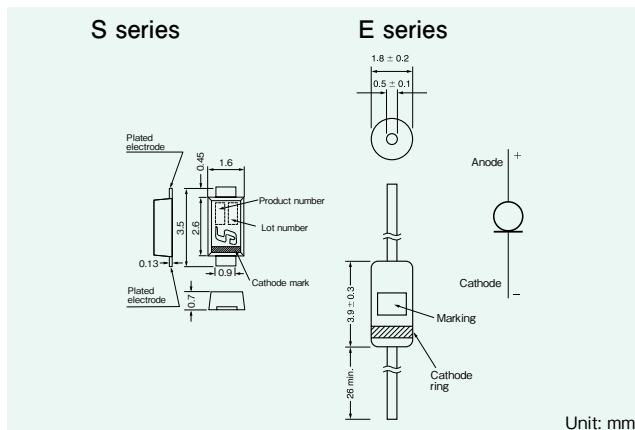 S series
E series
1.8 ± 0.2
0.5 ± 0.1
Plated
electrode
0.45
1.6
Product number
Lot number
3.5
2.6
0.13
0.9
Cathode mark
Plated
electrode
0.7
Anode
+
Cathode
−
3.9 ± 0.3
Marking
Cathode
ring
26 min.
Unit: mm